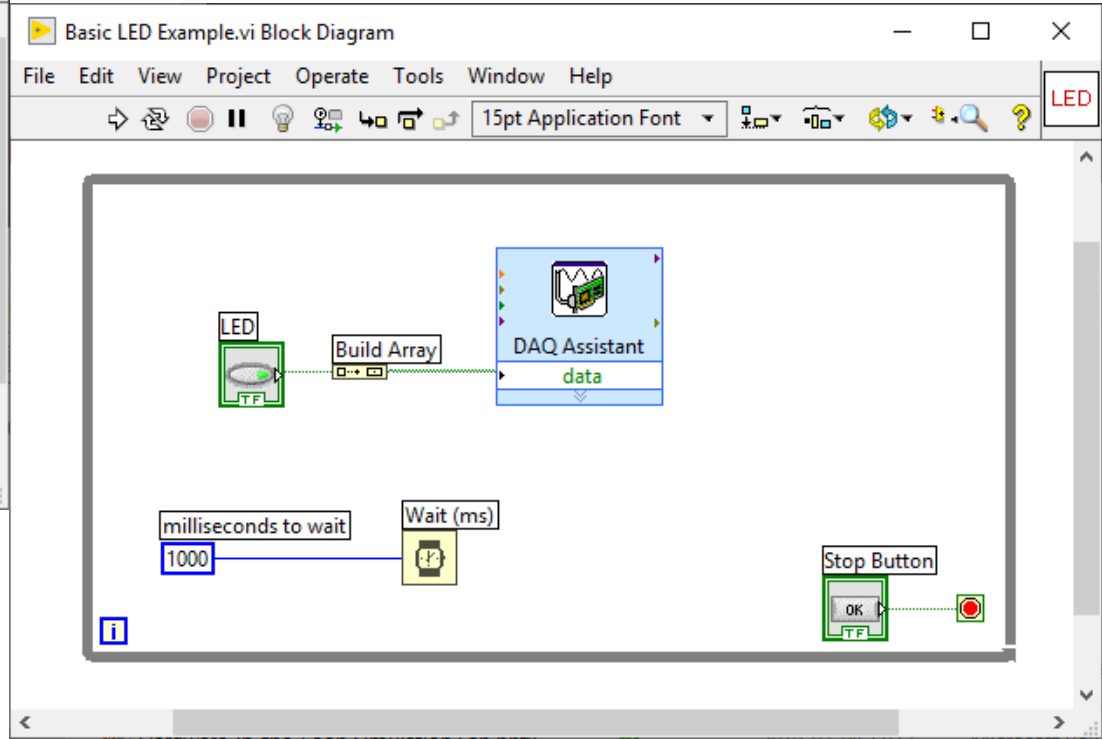 Basic LED Example.vi Block Diagram
File Edit View Project Operate Tools Window Help
15pt Application Font
LED
LED
TF
Build Array
DAQ Assistant
data
milliseconds to wait
1000
Wait (ms)
Stop Button
OK
TF
i